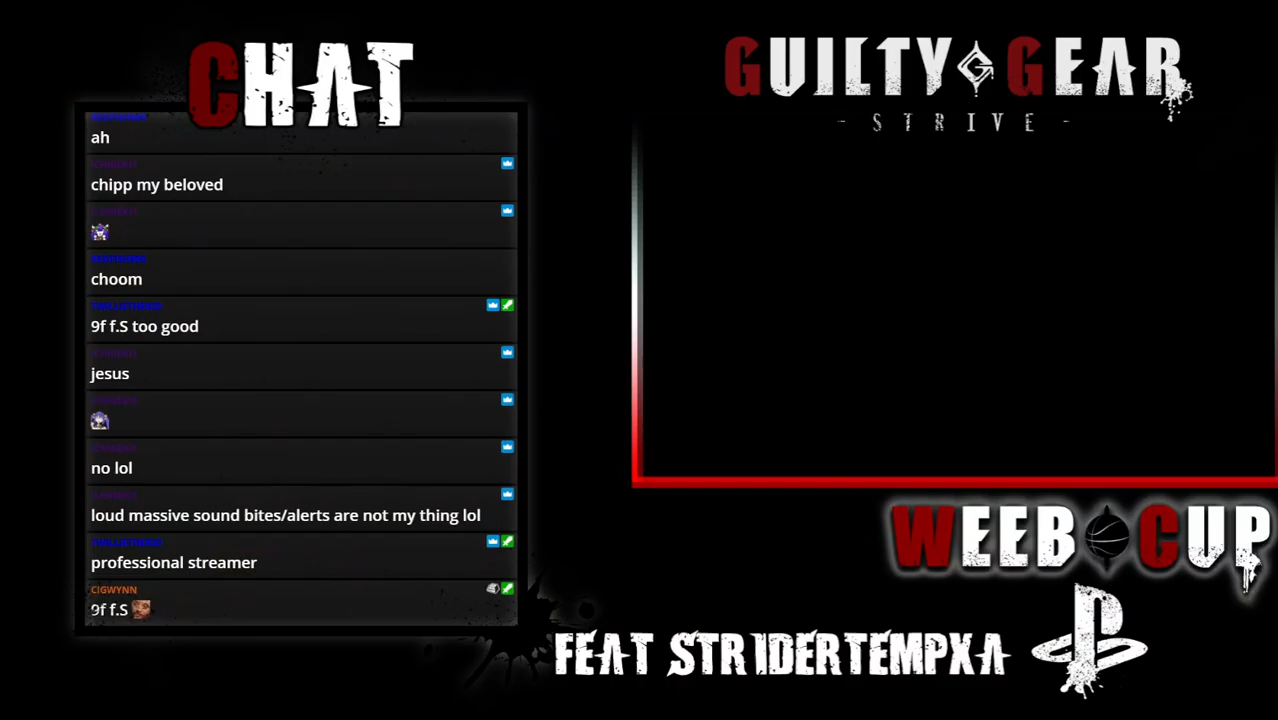 CHAT
ah
chipp my beloved
choom
9f f.S too good
jesus
no lol
loud massive sound bites/alerts are not my thing lol
professional streamer
CIGWYNN
9f f.S
GUILTY GEAR
- STRIVE -
WEEB CUP
FEAT STRIDERTEMPXA